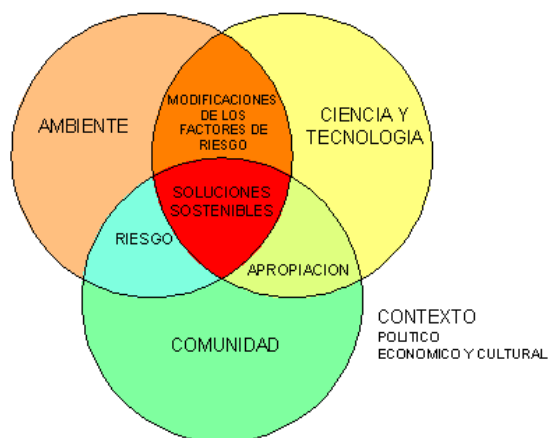 AMBIENTE
MODIFICACIONES
DE LOS
FACTORES DE
RIESGO
CIENCIA Y
TECNOLOGIA
SOLUCIONES
SOSTENIBLES
RIESGO
APROPIACION
COMUNIDAD
CONTEXTO
POLITICO
ECONOMICO Y CULTURAL